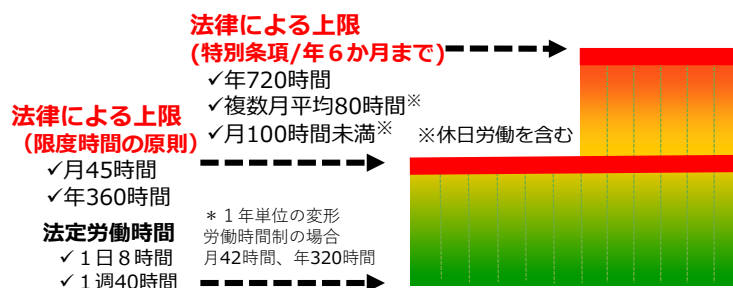 法律による上限
(特別条項/年６か月まで)
✓年720時間
✓複数月平均80時間※
✓月100時間未満※
※休日労働を含む
法律による上限
（限度時間の原則）
✓月45時間
✓年360時間
法定労働時間
✓１日８時間
✓１週40時間
＊１年単位の変形
労働時間制の場合
月42時間、年320時間